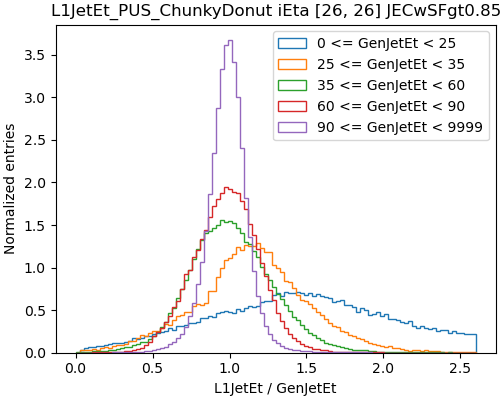 L1JetEt_PUS_ChunkyDonut iEta [26, 26] JECwSFgt0.85
0 <= GenJetEt < 25
25 <= GenJetEt < 35
35 <= GenJetEt < 60
60 <= GenJetEt < 90
90 <= GenJetEt < 9999
Normalized entries
3.5
3.0
2.5
2.0
1.5
1.0
0.5
0.0
0.0 0.5 1.0 1.5 2.0 2.5
L1JetEt / GenJetEt